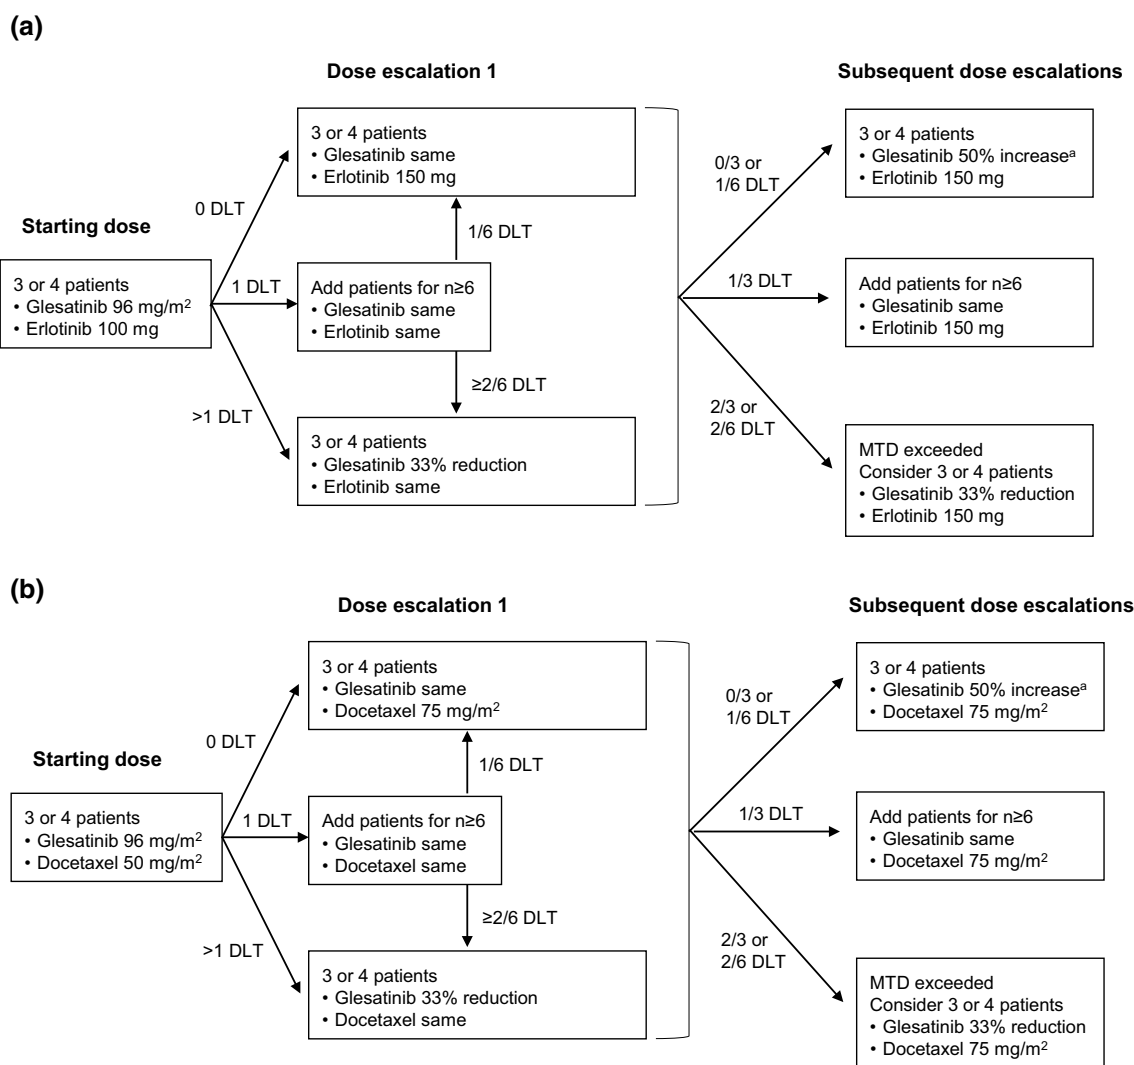 (a)
Dose escalation 1
Subsequent dose escalations
3 or 4 patients
• Glesatinib same
• Erlotinib 150 mg
3 or 4 patients
• Glesatinib 50% increaseᵃ
• Erlotinib 150 mg
0/3 or
1/6 DLT
0 DLT
Starting dose
1/6 DLT
3 or 4 patients
• Glesatinib 96 mg/m²
• Erlotinib 100 mg
1 DLT
Add patients for n≥6
• Glesatinib same
• Erlotinib same
1/3 DLT
Add patients for n≥6
• Glesatinib same
• Erlotinib 150 mg
≥2/6 DLT
>1 DLT
2/3 or
2/6 DLT
3 or 4 patients
• Glesatinib 33% reduction
• Erlotinib same
MTD exceeded
Consider 3 or 4 patients
• Glesatinib 33% reduction
• Erlotinib 150 mg
(b)
Dose escalation 1
Subsequent dose escalations
3 or 4 patients
• Glesatinib same
• Docetaxel 75 mg/m²
3 or 4 patients
• Glesatinib 50% increaseᵃ
• Docetaxel 75 mg/m²
0/3 or
1/6 DLT
0 DLT
Starting dose
1/6 DLT
3 or 4 patients
• Glesatinib 96 mg/m²
• Docetaxel 50 mg/m²
1 DLT
Add patients for n≥6
• Glesatinib same
• Docetaxel same
1/3 DLT
Add patients for n≥6
• Glesatinib same
• Docetaxel 75 mg/m²
≥2/6 DLT
>1 DLT
2/3 or
2/6 DLT
3 or 4 patients
• Glesatinib 33% reduction
• Docetaxel same
MTD exceeded
Consider 3 or 4 patients
• Glesatinib 33% reduction
• Docetaxel 75 mg/m²